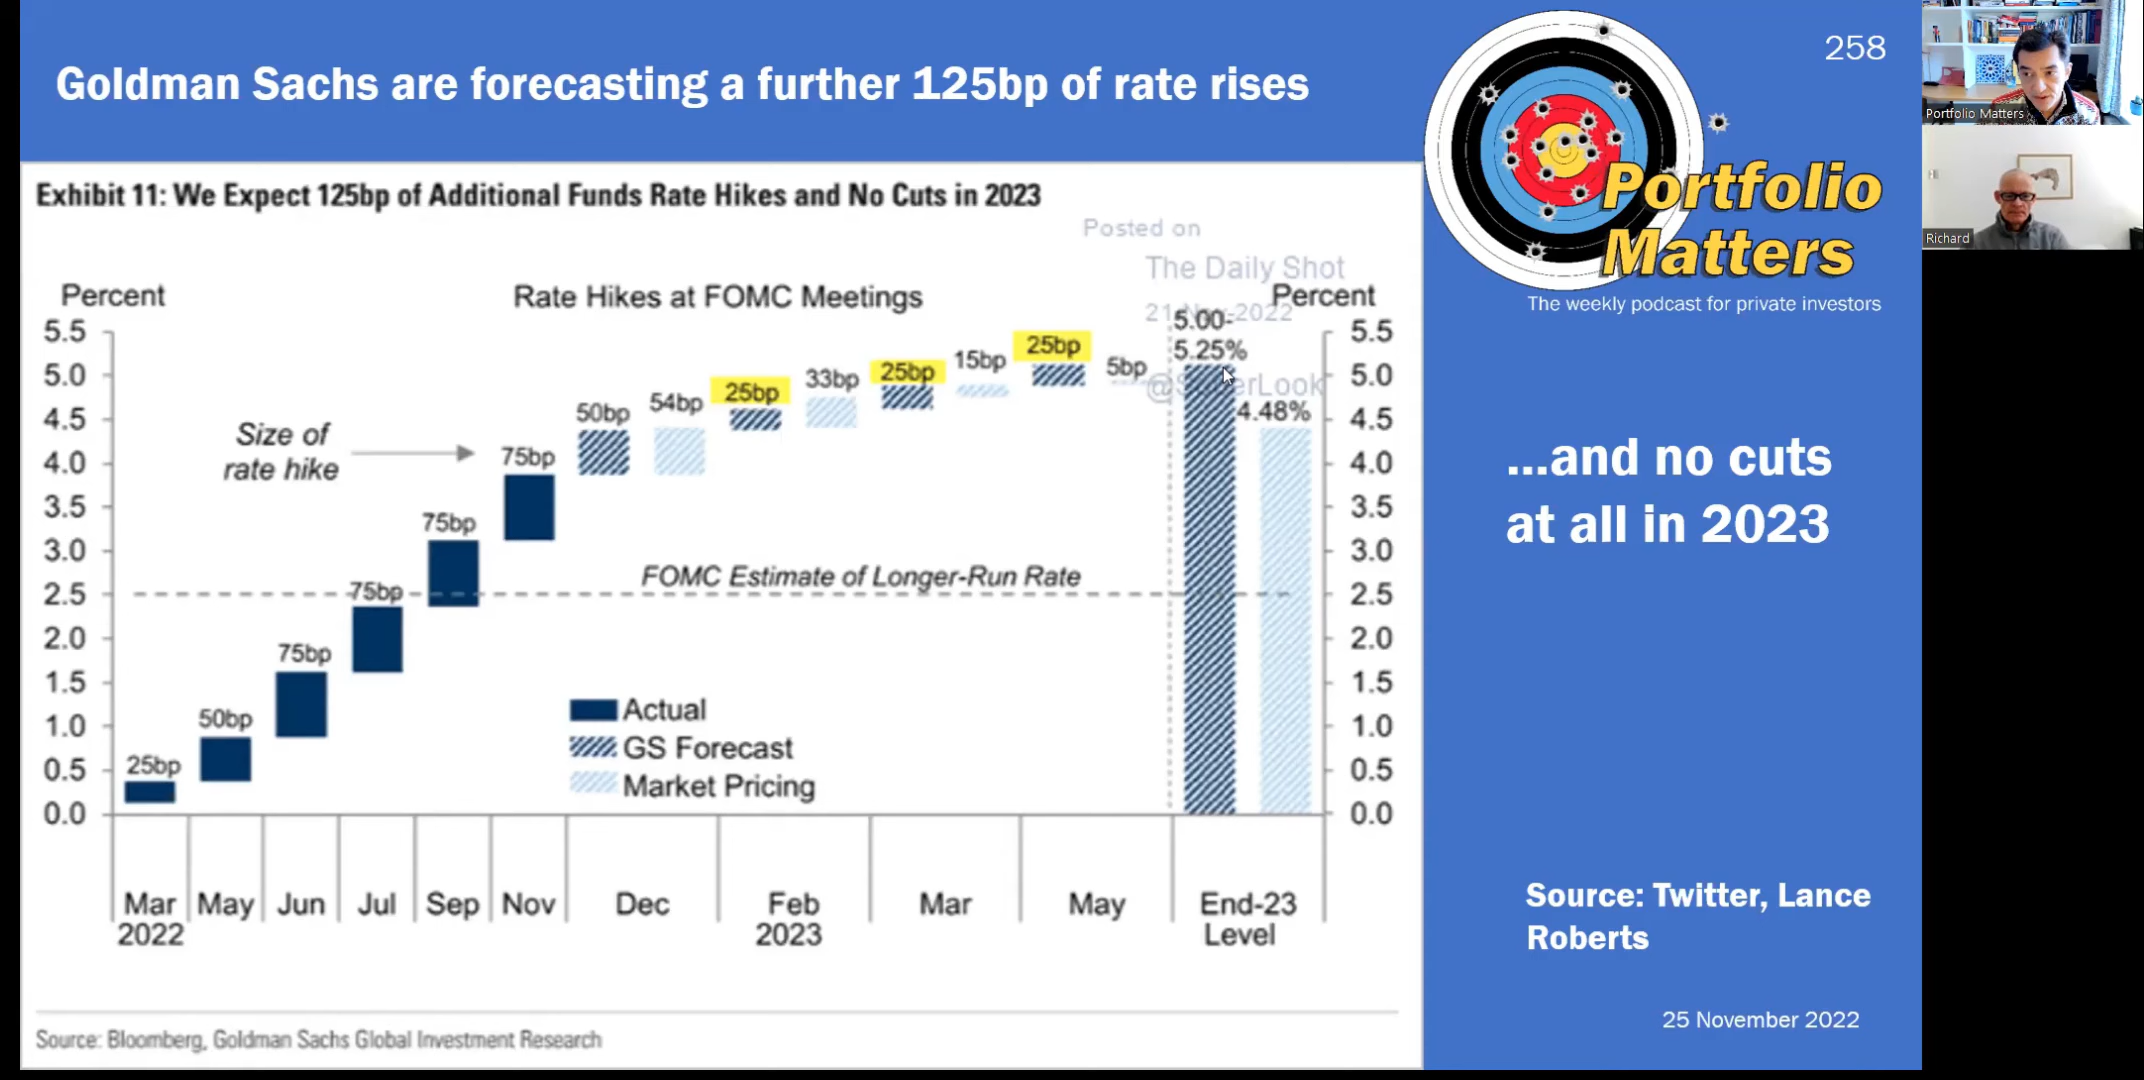 Goldman Sachs are forecasting a further 125bp of rate rises
258
Portfolio Matters
Richard
Portfolio
Matters
The weekly podcast for private investors
Exhibit 11: We Expect 125bp of Additional Funds Rate Hikes and No Cuts in 2023
Posted on
The Daily Shot
Percent
Rate Hikes at FOMC Meetings
Percent
5.5
5.0
4.5
4.0
3.5
3.0
2.5
2.0
1.5
1.0
0.5
0.0
Size of
rate hike
25bp
50bp
75bp
75bp
75bp
75bp
50bp
54bp
25bp
33bp
25bp
15bp
25bp
5bp
5.00-
5.25%
4.48%
FOMC Estimate of Longer-Run Rate
Actual
GS Forecast
Market Pricing
5.5
5.0
4.5
4.0
3.5
3.0
2.5
2.0
1.5
1.0
0.5
0.0
Mar May Jun Jul Sep Nov Dec Feb Mar May End-23
2022 2023 Level
Source: Bloomberg, Goldman Sachs Global Investment Research
...and no cuts
at all in 2023
Source: Twitter, Lance
Roberts
25 November 2022